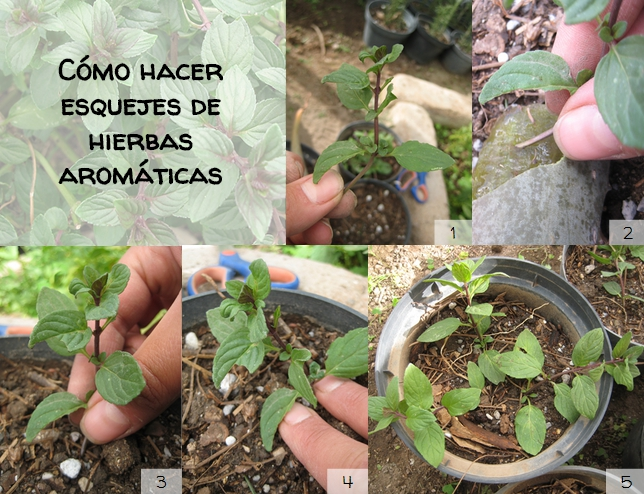 Cómo hacer
esquejes de
hierbas
aromáticas
1
2
3
4
5